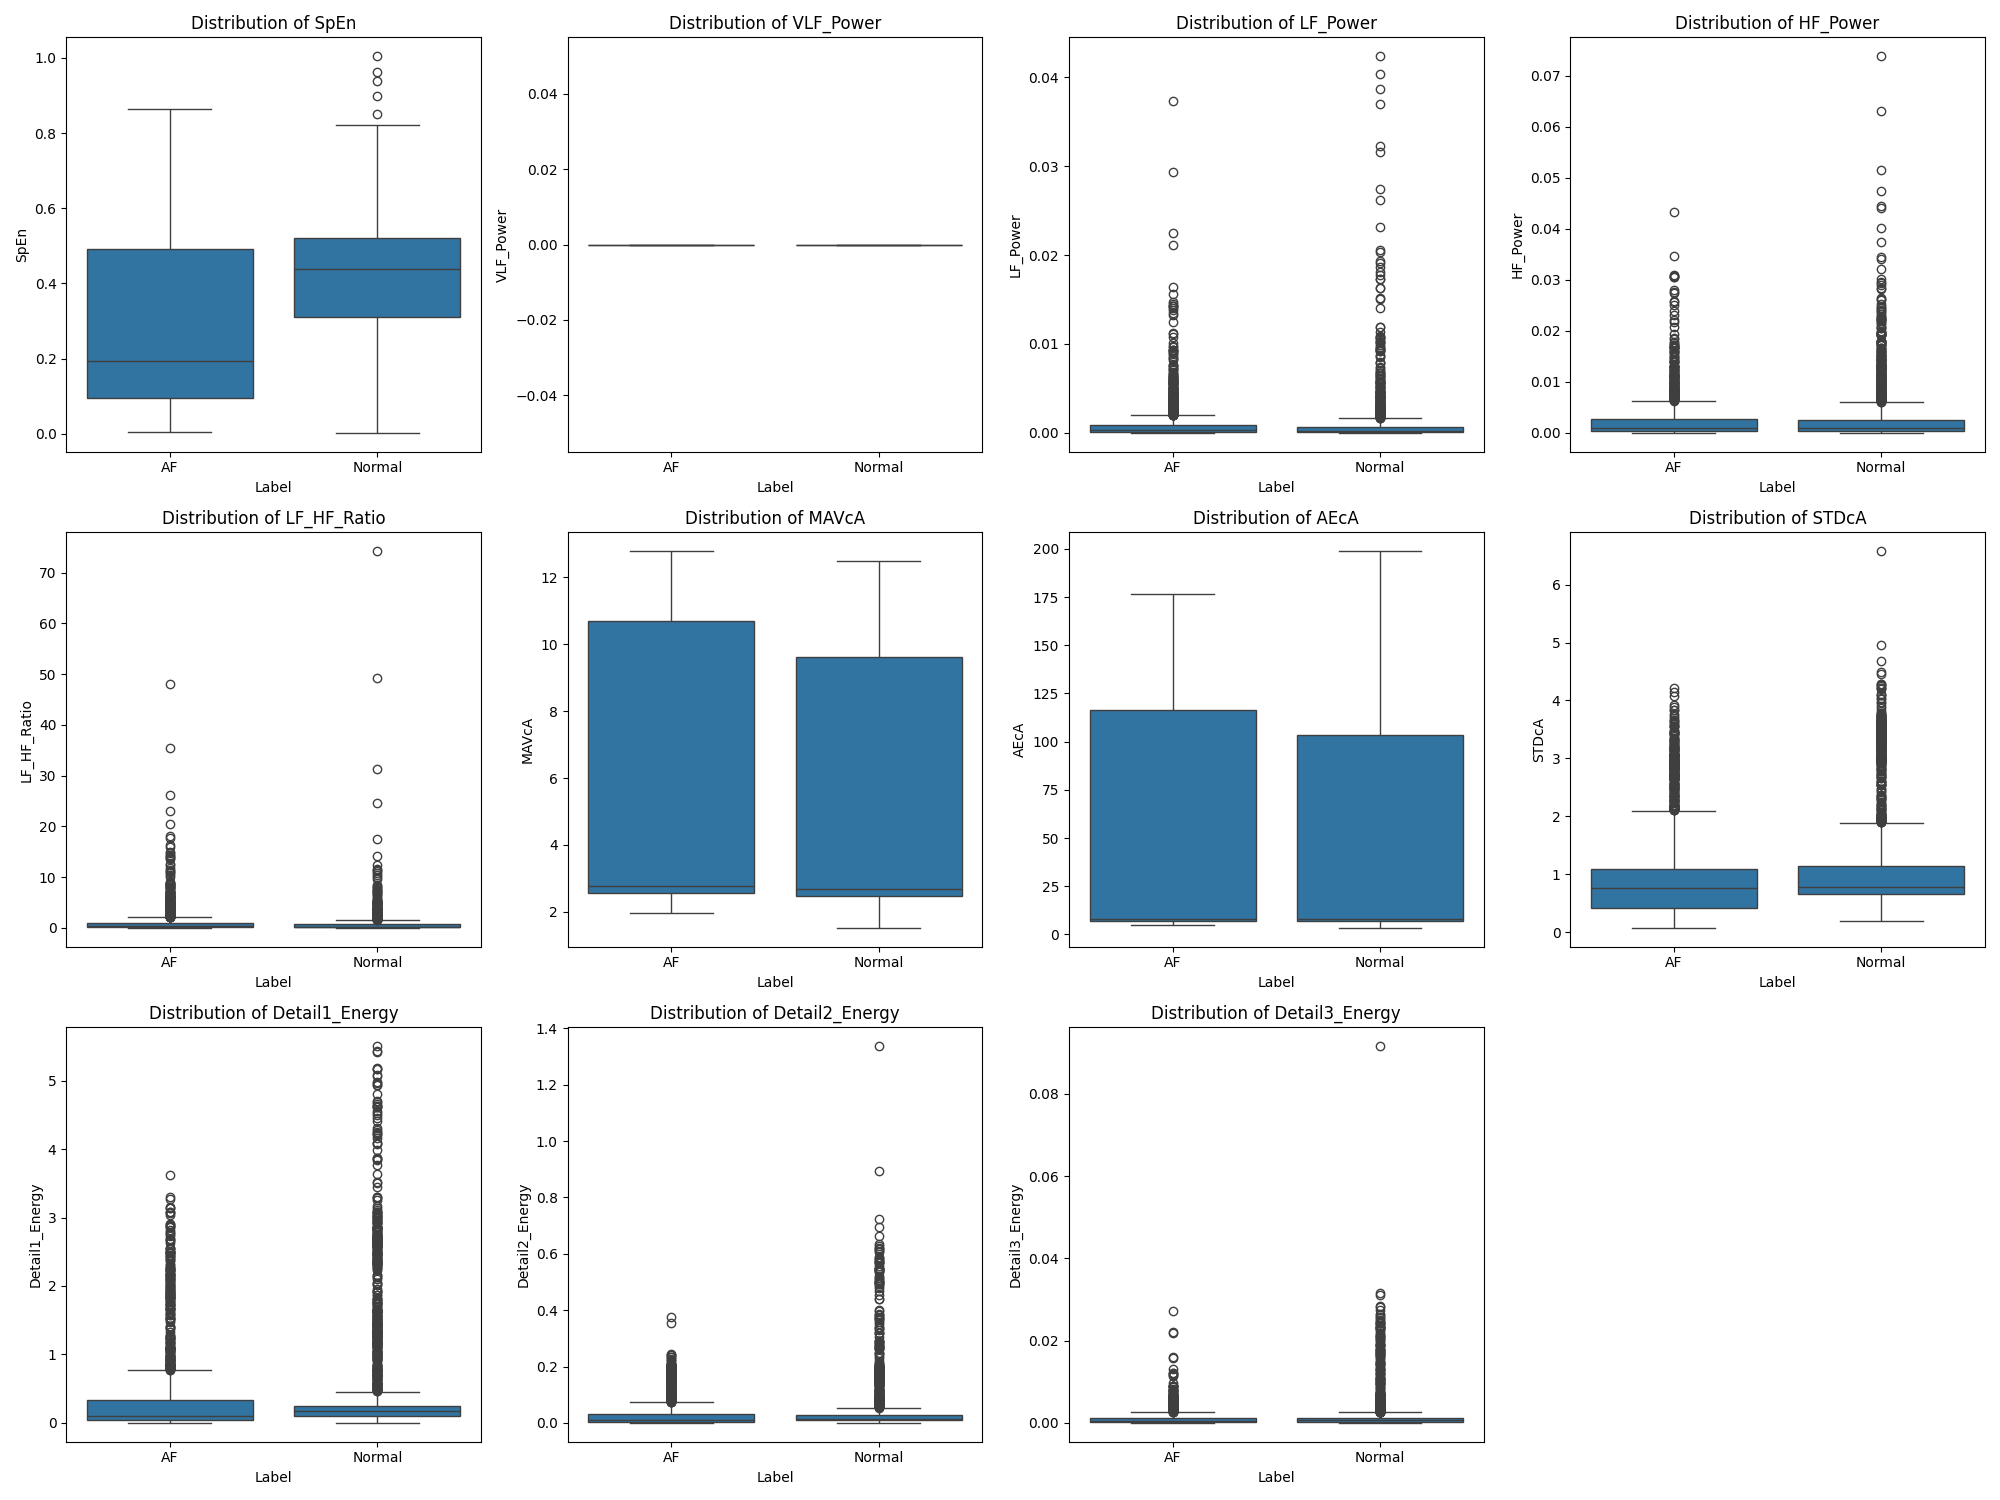 Distribution of SpEn
1.0
0.8
0.6
0.4
0.2
0.0
SpEn
AF
Normal
Label
Distribution of VLF_Power
0.04
0.02
0.00
−0.02
−0.04
VLF_Power
AF
Normal
Label
Distribution of LF_Power
0.04
0.03
0.02
0.01
0.00
LF_Power
AF
Normal
Label
Distribution of HF_Power
0.07
0.06
0.05
0.04
0.03
0.02
0.01
0.00
HF_Power
AF
Normal
Label
Distribution of LF_HF_Ratio
70
60
50
40
30
20
10
0
LF_HF_Ratio
AF
Normal
Label
Distribution of MAVcA
12
10
8
6
4
2
MAVcA
AF
Normal
Label
Distribution of AEcA
200
175
150
125
100
75
50
25
0
AEcA
AF
Normal
Label
Distribution of STDcA
6
5
4
3
2
1
0
STDcA
AF
Normal
Label
Distribution of Detail1_Energy
5
4
3
2
1
0
Detail1_Energy
AF
Normal
Label
Distribution of Detail2_Energy
1.4
1.2
1.0
0.8
0.6
0.4
0.2
0.0
Detail2_Energy
AF
Normal
Label
Distribution of Detail3_Energy
0.08
0.06
0.04
0.02
0.00
Detail3_Energy
AF
Normal
Label